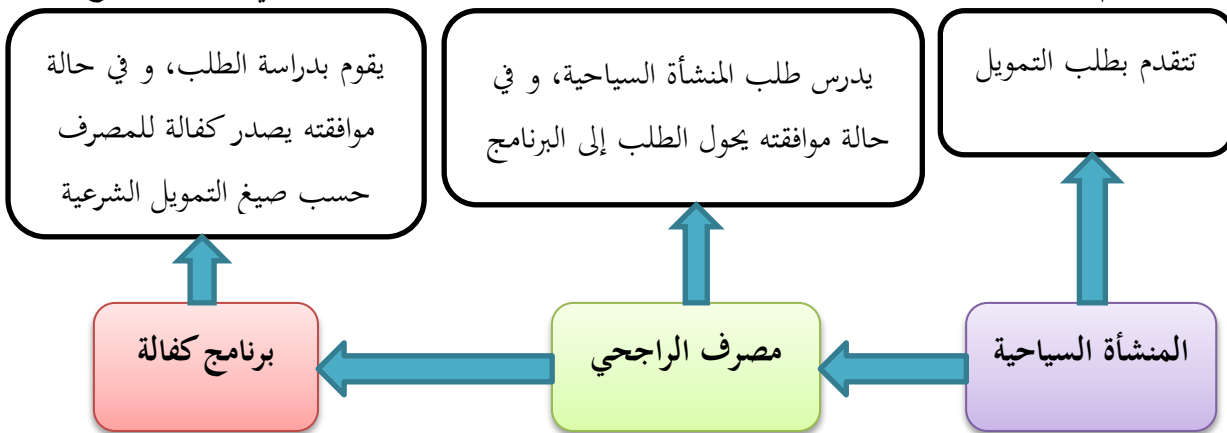 تتقدم بطلب التمويل
يدرس طلب المنشأة السياحية، و في
حالة موافقته يحول الطلب إلى البرنامج
يقوم بدراسة الطلب، و في حالة
موافقته يصدر كفالة للمصرف
حسب صيغ التمويل الشرعية
المنشأة السياحية
مصرف الراجحي
برنامج كفالة